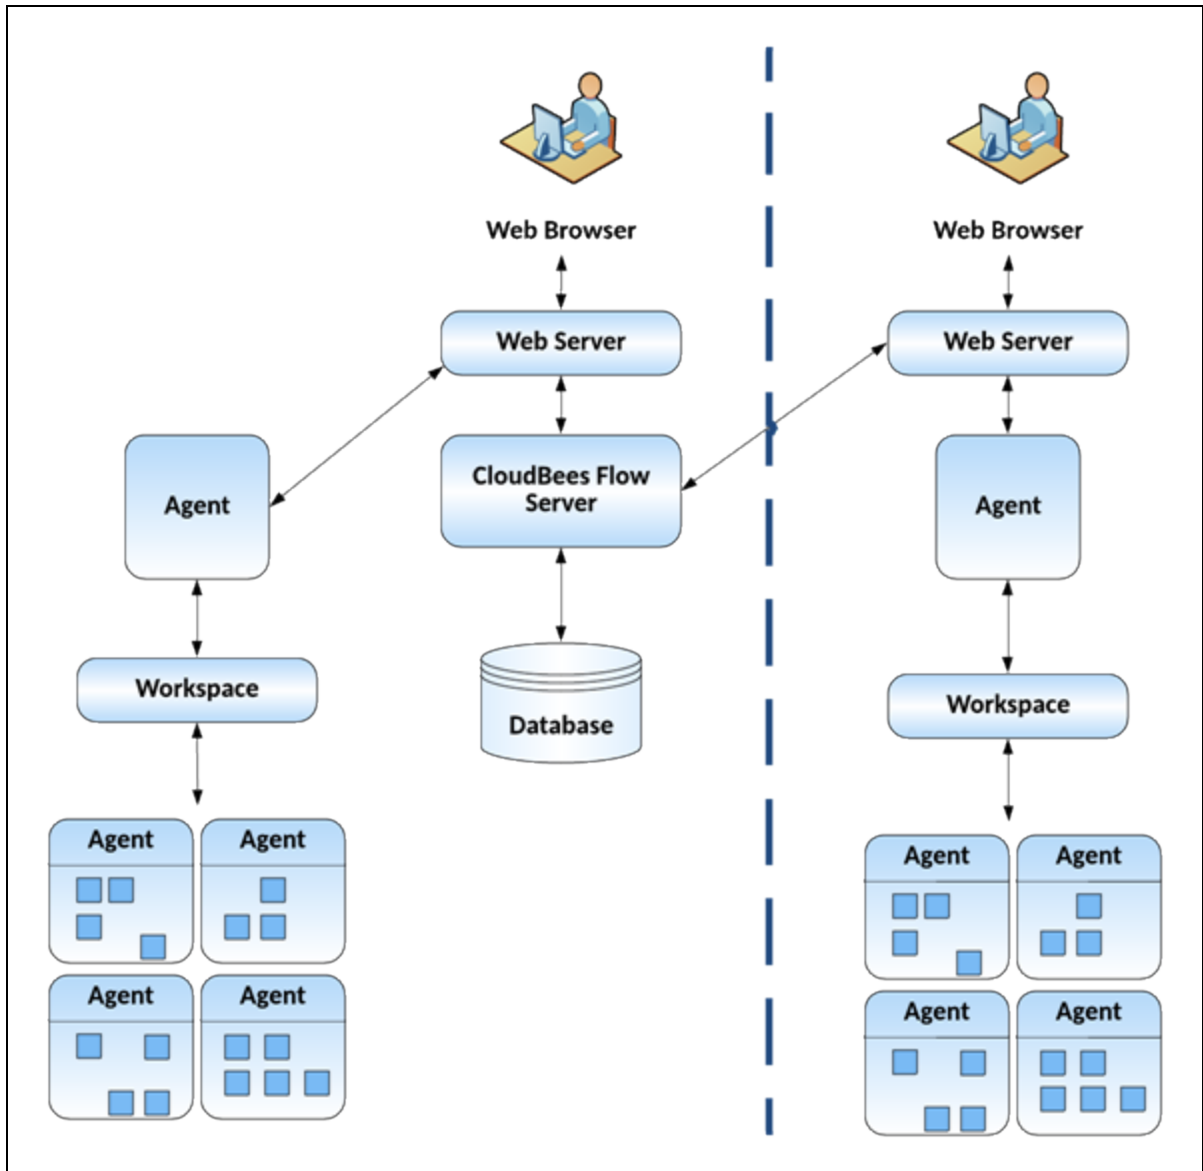 Web Browser
Web Browser
Web Server
Web Server
CloudBees Flow
Server
Agent
Agent
Workspace
Workspace
Database
Agent
Agent
Agent
Agent
Agent
Agent
Agent
Agent